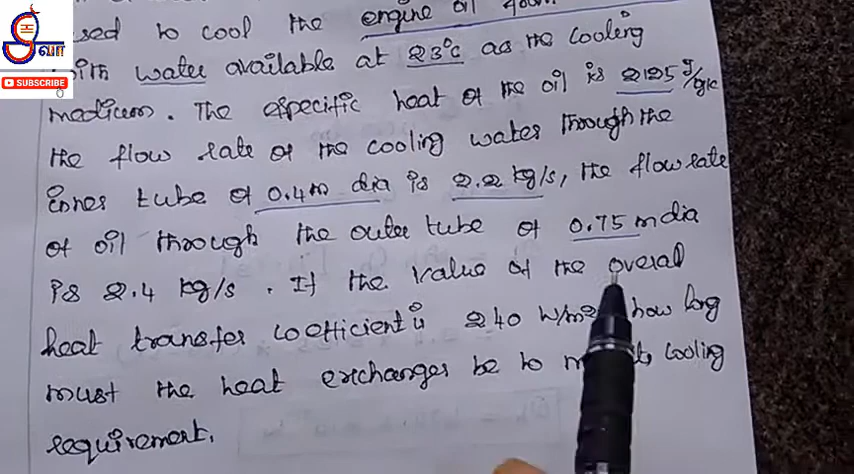 லா
SUBSCRIBE
used to cool the engine oil from
with water available at 23°C as the cooling
medium. The specific heat of the oil is 2125 J/kgK
the flow rate of the cooling water through the
inner tube of 0.4m dia is 2.2 kg/s, the flow rate
of oil through the outer tube of 0.75 m dia
is 2.4 kg/s. If the value of the overal
heat transfer coefficient is 240 W/m² how long
must the heat exchanger be to cooling
requirement.